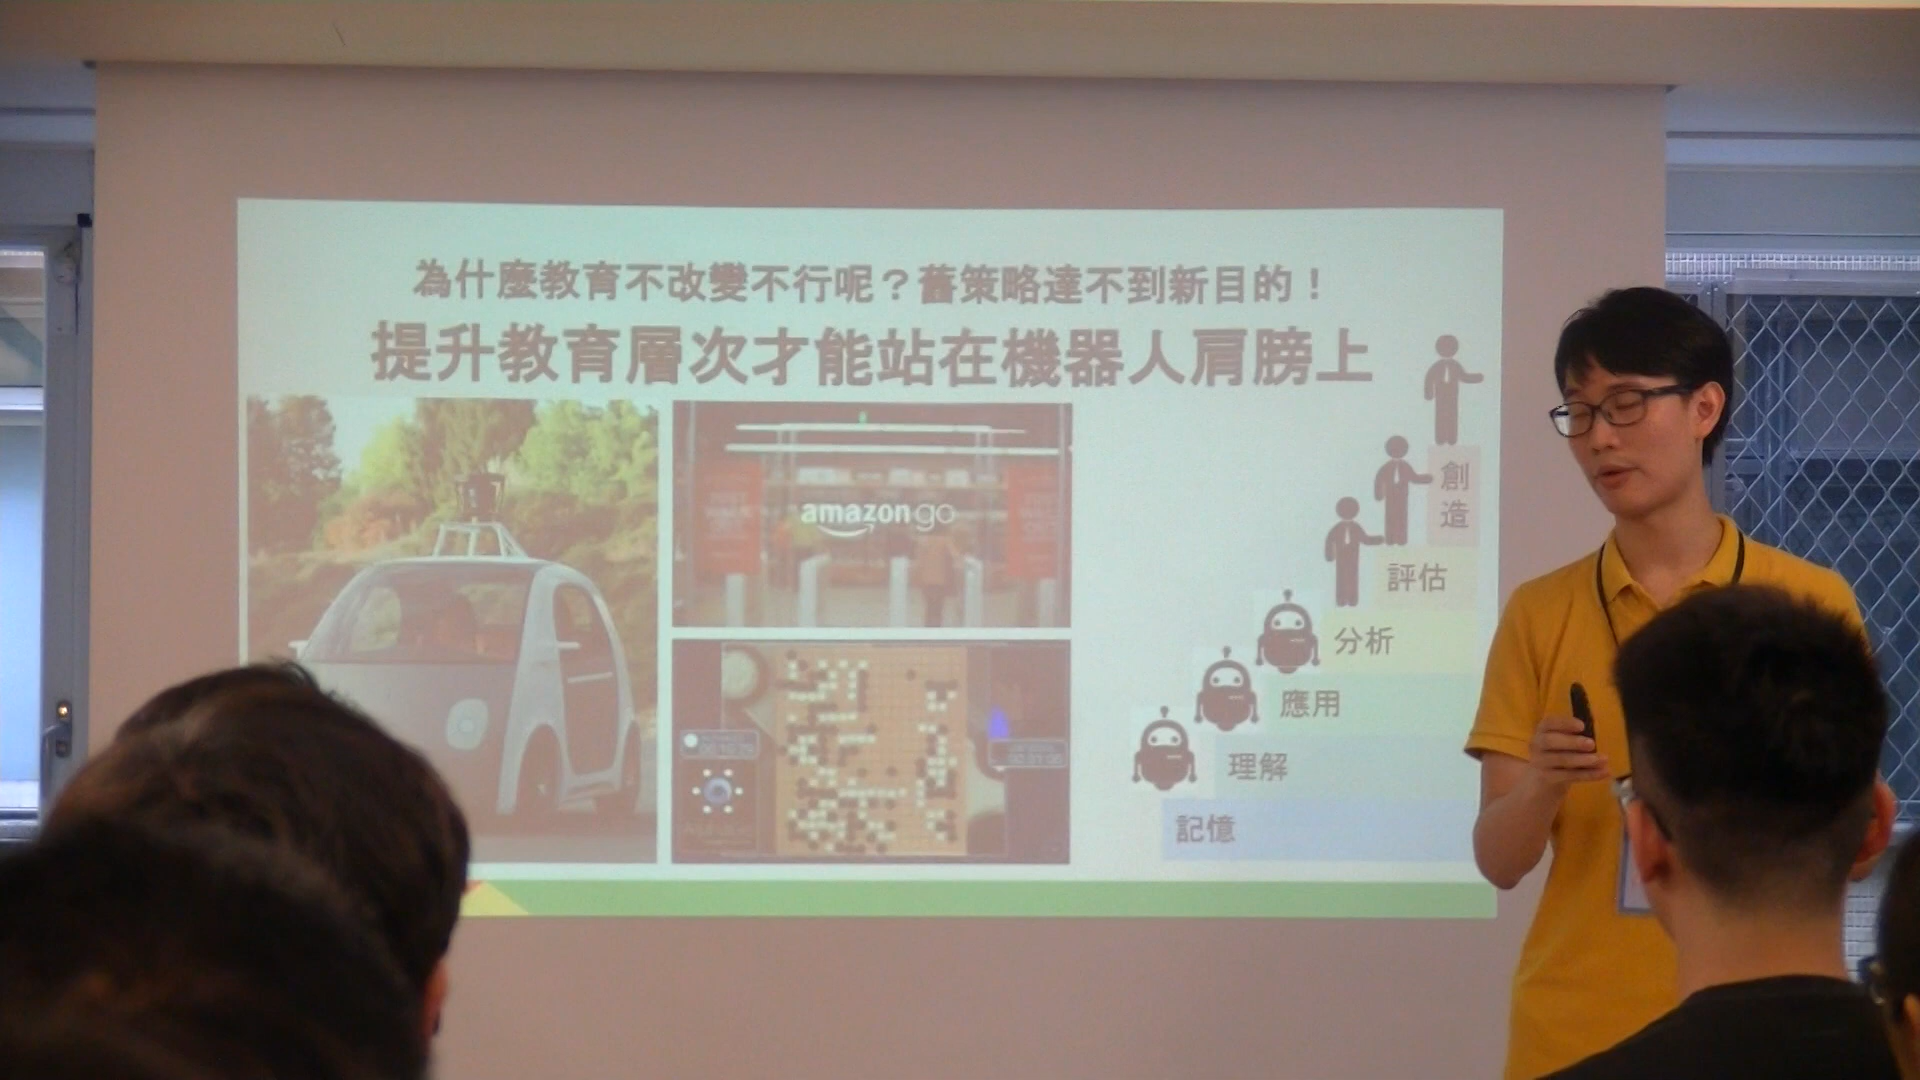 為什麼教育不改變不行呢？舊策略達不到新目的！
提升教育層次才能站在機器人肩膀上
amazon go
創造
評估
分析
應用
理解
記憶